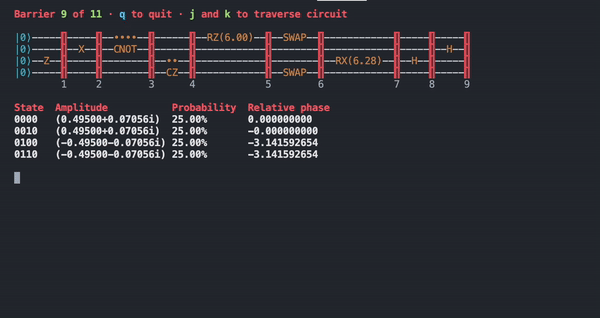 Barrier 9 of 11 · q to quit · j and k to traverse circuit
|0⟩ •••• RZ(6.00) SWAP
|0⟩ X CNOT H
|0⟩ Z •• RX(6.28) H
|0⟩ CZ SWAP
1 2 3 4 5 6 7 8 9
State Amplitude Probability Relative phase
0000 (0.49500+0.07056i) 25.00% 0.000000000
0010 (0.49500+0.07056i) 25.00% -0.000000000
0100 (-0.49500-0.07056i) 25.00% -3.141592654
0110 (-0.49500-0.07056i) 25.00% -3.141592654